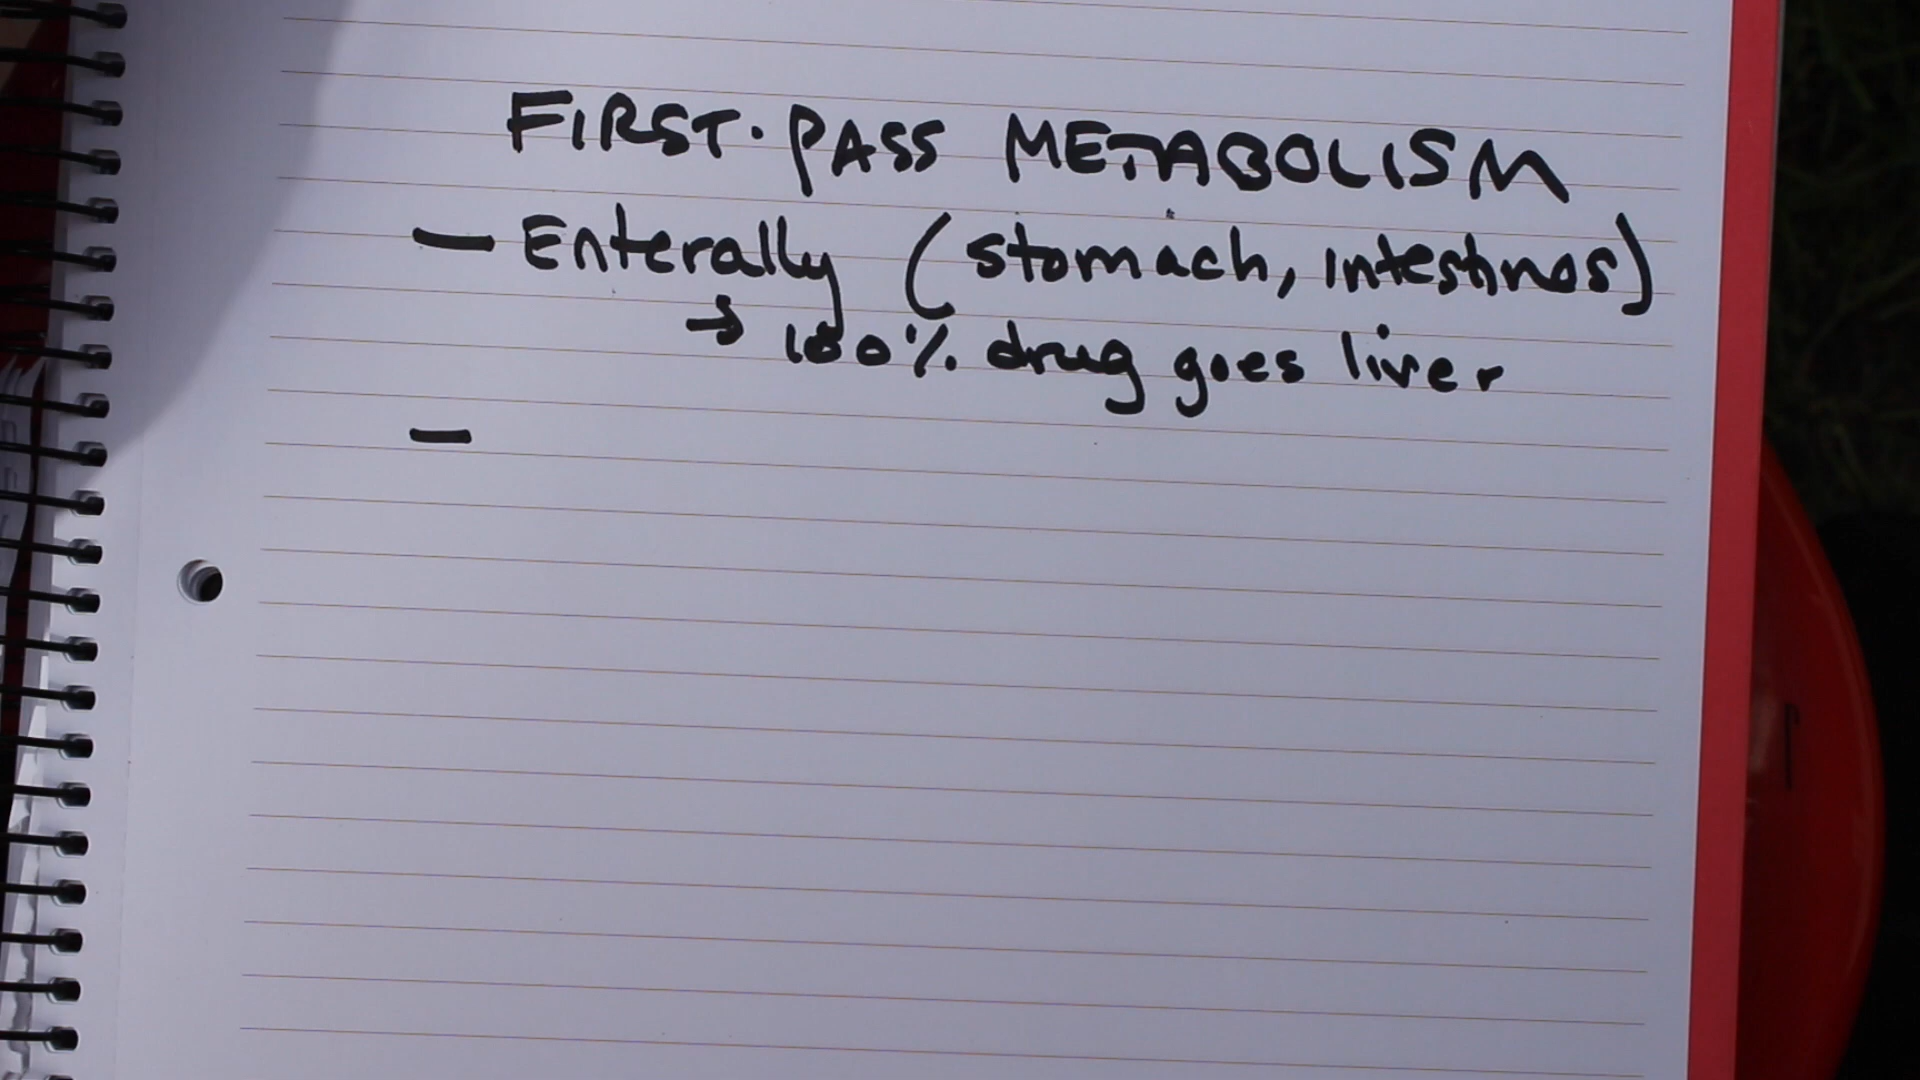 FIRST-PASS METABOLISM
– Enterally (stomach, intestines)
→ 100% drug goes liver
–